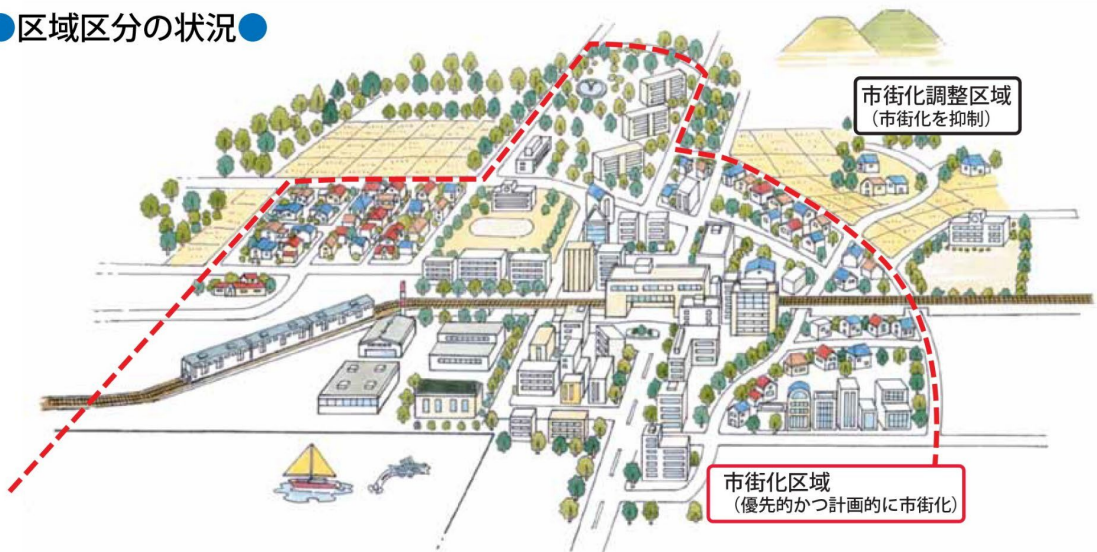 ●区域区分の状況●
市街化調整区域
（市街化を抑制）
市街化区域
（優先的かつ計画的に市街化）